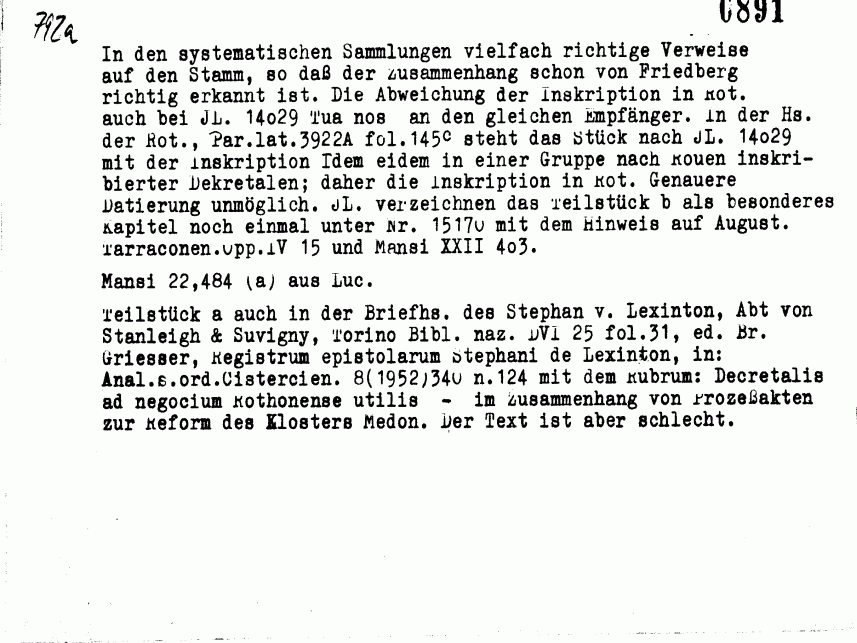 792a
0891
In den systematischen Sammlungen vielfach richtige Verweise
auf den Stamm, so daß der Zusammenhang schon von Friedberg
richtig erkannt ist. Die Abweichung der Inskription in Rot.
auch bei JL. 14o29 Tua nos an den gleichen Empfänger. In der Hs.
der Rot., Par.lat.3922A fol.145c steht das Stück nach JL. 14o29
mit der Inskription Idem eidem in einer Gruppe nach Rouen inskri-
bierter Dekretalen; daher die Inskription in Rot. Genauere
Datierung unmöglich. JL. verzeichnen das Teilstück b als besonderes
Kapitel noch einmal unter Nr. 15170 mit dem Hinweis auf August.
Tarraconen.Opp.IV 15 und Mansi XXII 4o3.
Mansi 22,484 (a) aus Luc.
Teilstück a auch in der Briefhs. des Stephan v. Lexinton, Abt von
Stanleigh & Suvigny, Torino Bibl. naz. DVI 25 fol.31, ed. Br.
Griesser, Registrum epistolarum Stephani de Lexinton, in:
Anal.s.ord.Cistercien. 8(1952)340 n.124 mit dem Rubrum: Decretalis
ad negocium Rothonense utilis - im Zusammenhang von Prozeßakten
zur Reform des Klosters Medon. Der Text ist aber schlecht.